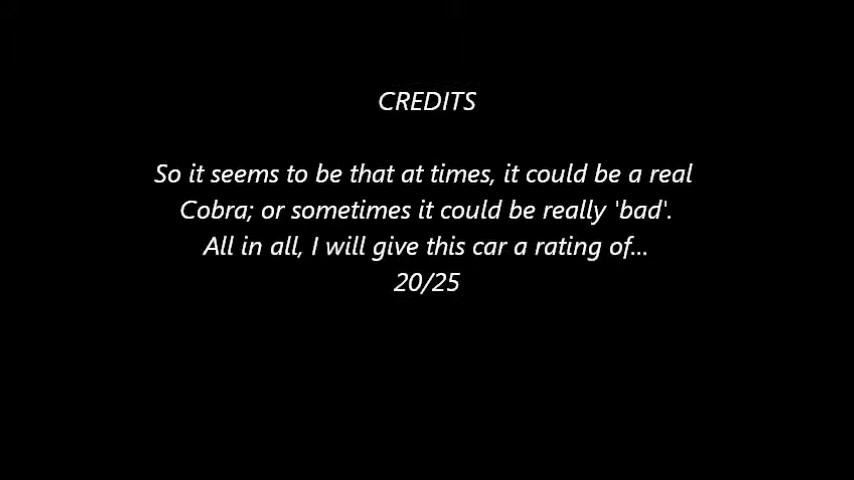 CREDITS
So it seems to be that at times, it could be a real
Cobra; or sometimes it could be really 'bad'.
All in all, I will give this car a rating of...
20/25